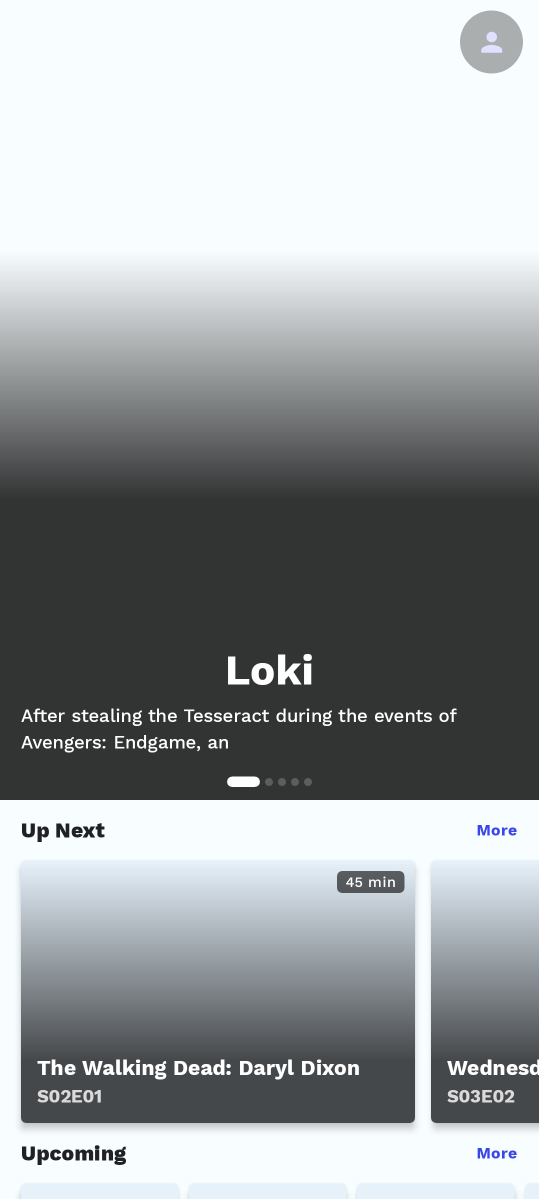 Loki
After stealing the Tesseract during the events of
Avengers: Endgame, an
Up Next
More
45 min
The Walking Dead: Daryl Dixon
S02E01
Wednesd
S03E02
Upcoming
More